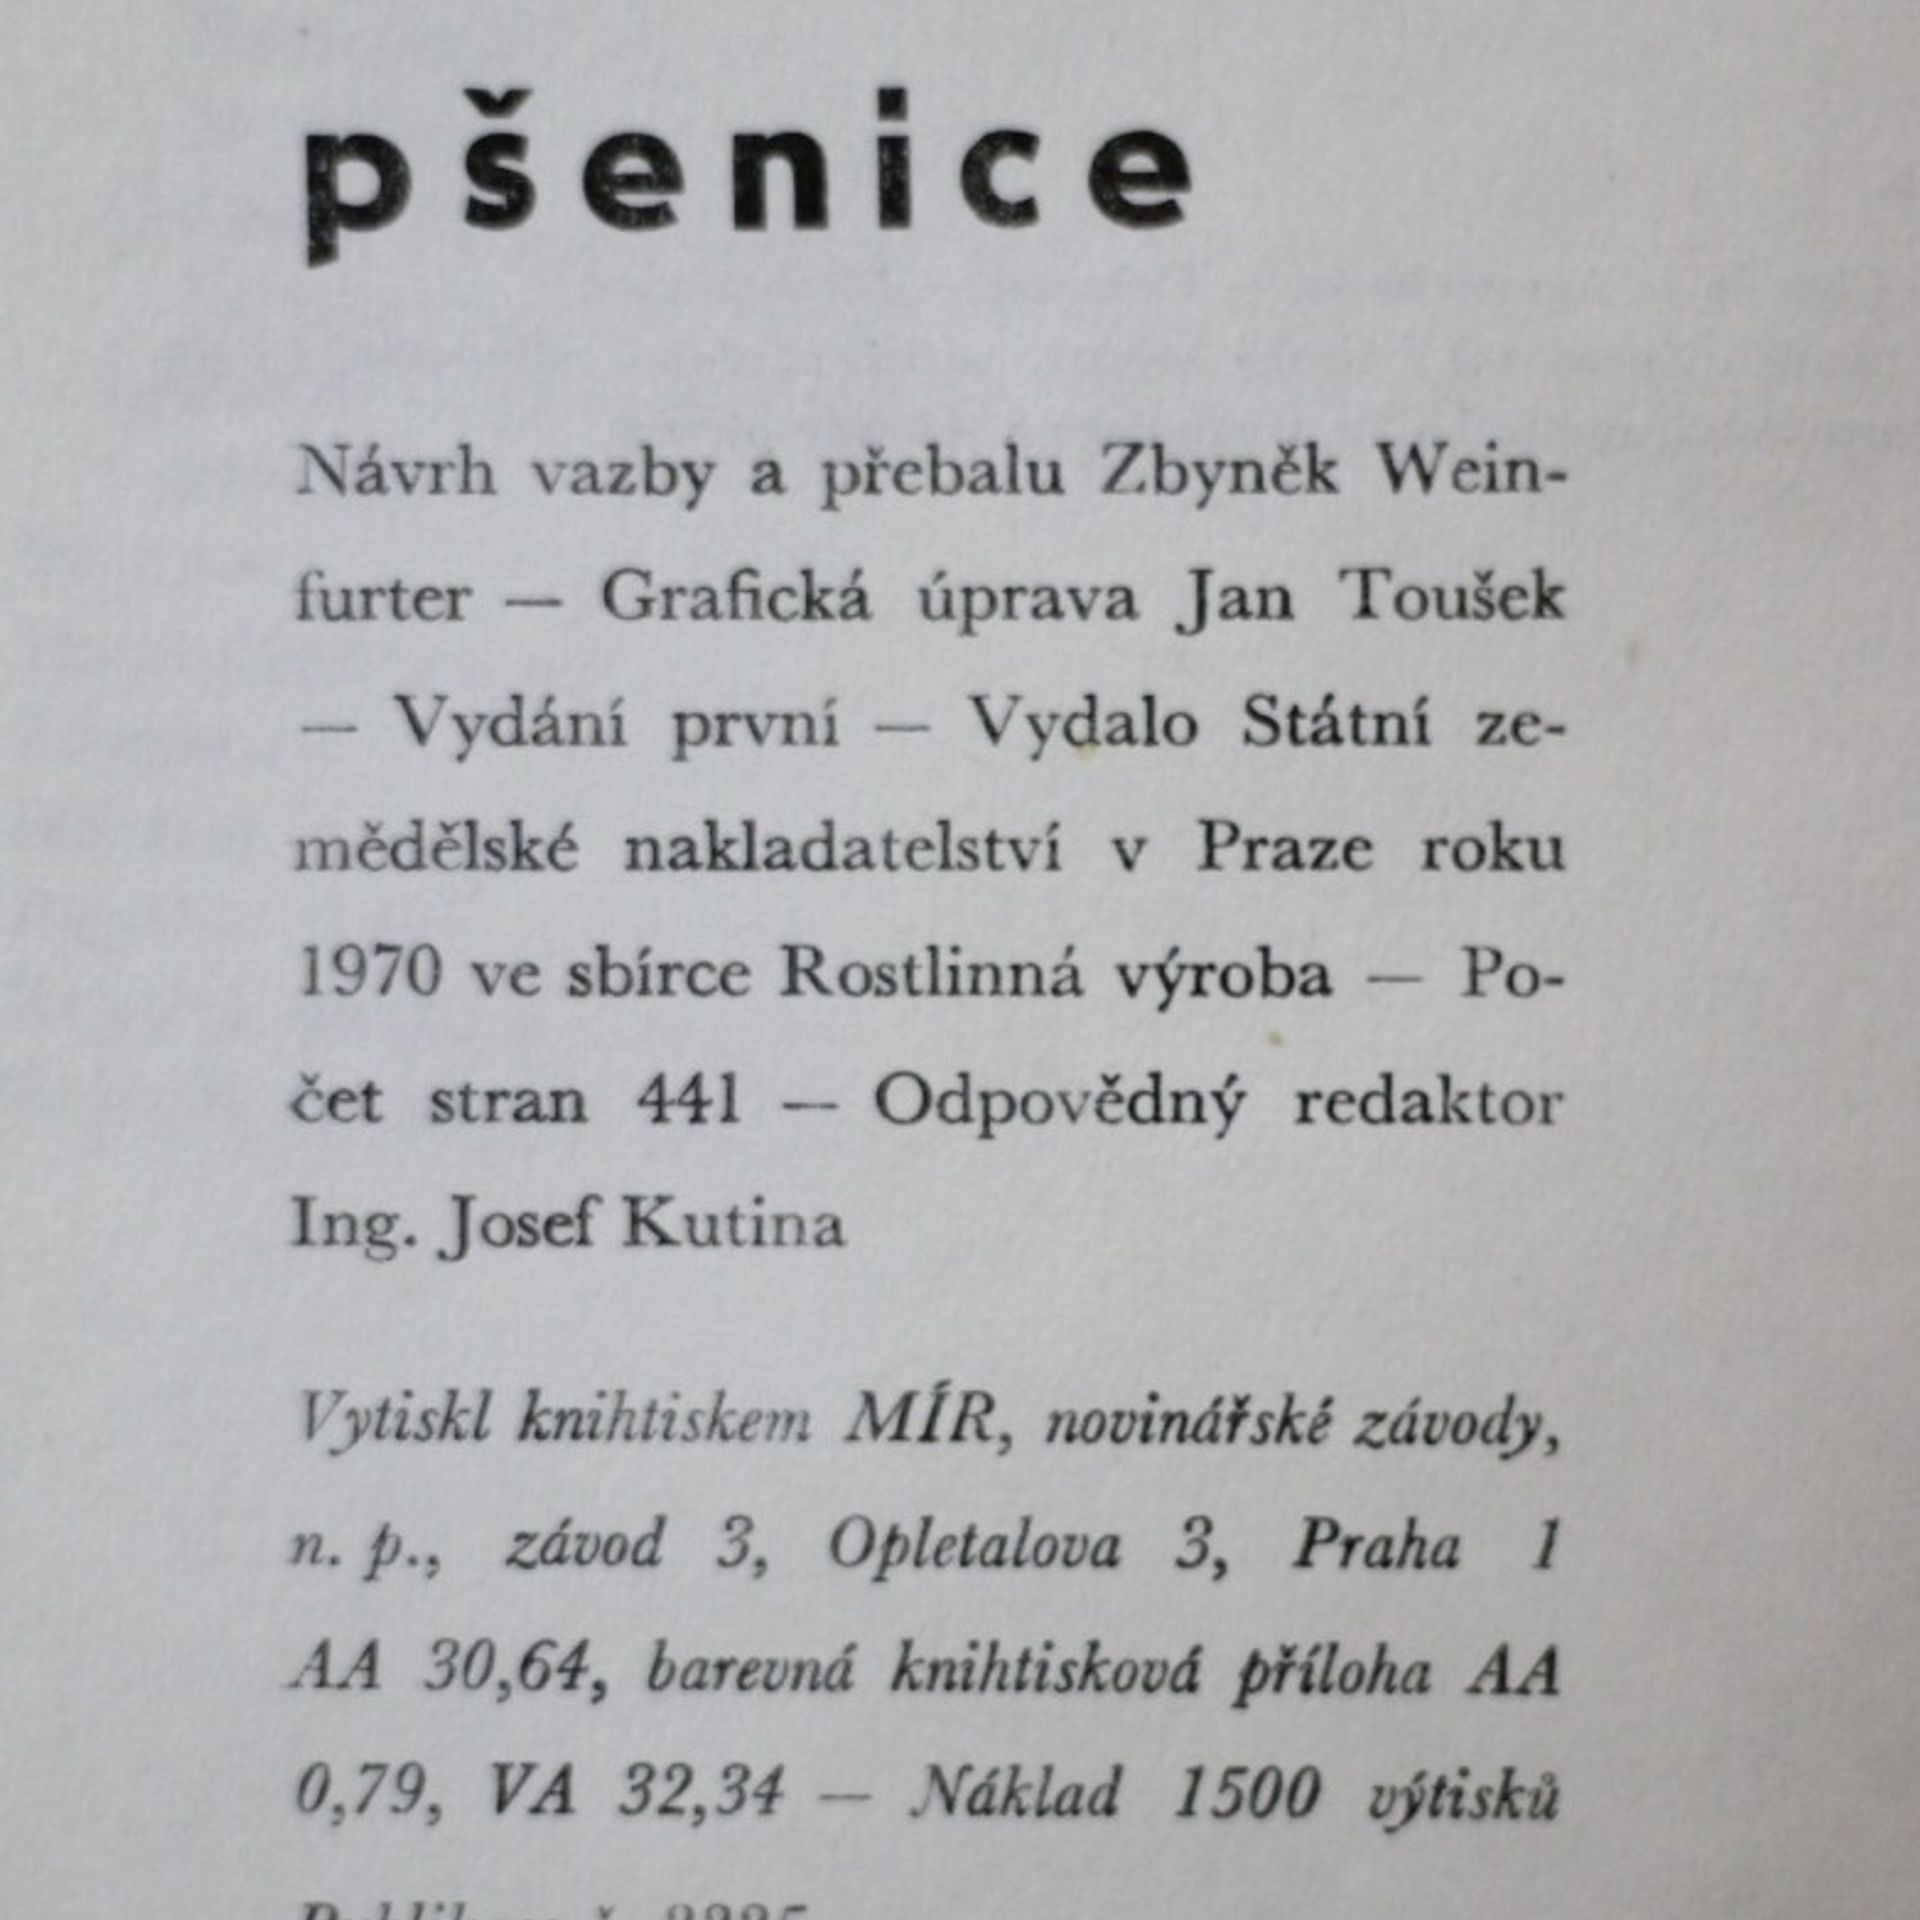 pšenice
Návrh vazby a přebalu Zbyněk Wein-
furter — Grafická úprava Jan Toušek
— Vydání první — Vydalo Státní ze-
mědělské nakladatelství v Praze roku
1970 ve sbírce Rostlinná výroba — Po-
čet stran 441 — Odpovědný redaktor
Ing. Josef Kutina
Vytiskl knihtiskem MÍR, novinářské závody,
n. p., závod 3, Opletalova 3, Praha 1
AA 30,64, barevná knihtisková příloha AA
0,79, VA 32,34 — Náklad 1500 výtisků